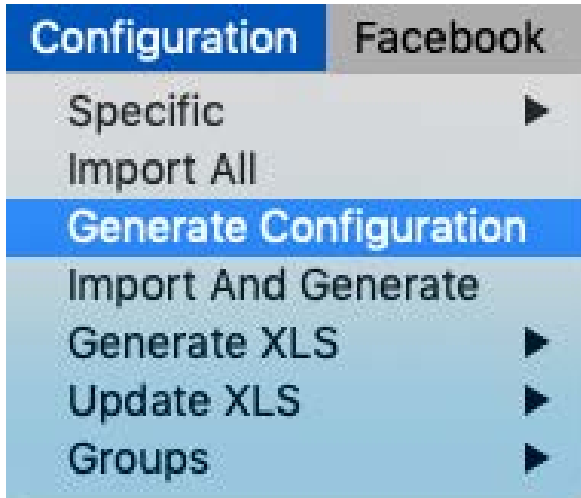 Configuration Facebook
Specific
Import All
Generate Configuration
Import And Generate
Generate XLS
Update XLS
Groups